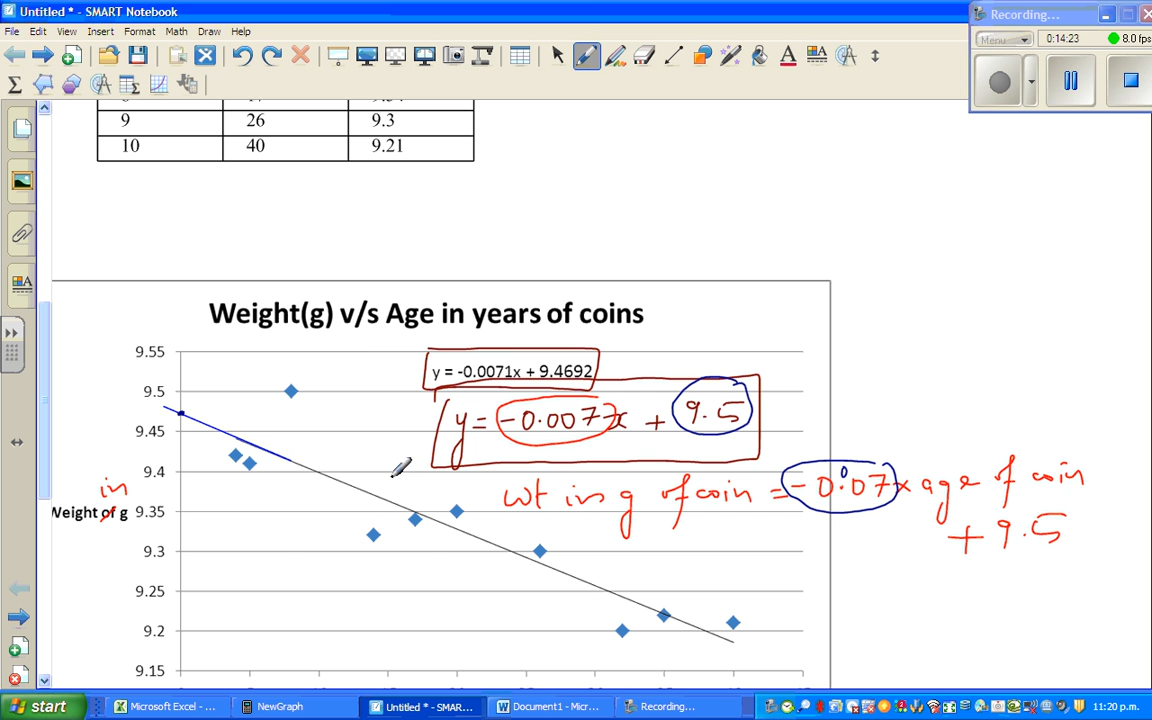 Untitled * - SMART Notebook
Recording...
File Edit View Insert Format Math Draw Help
Menu 0:14:23 8.0 fps
9 26 9.3
10 40 9.21
Weight(g) v/s Age in years of coins
9.55
y = -0.0071x + 9.4692
9.5
y = -0.007x + 9.5
9.45
9.4
in
wt in g of coin = -0.007x age of coin
Weight of g 9.35
+ 9.5
9.3
9.25
9.2
9.15
start
Microsoft Excel - ...
NewGraph
Untitled * - SMAR...
Document1 - Micr...
Recording...
11:20 p.m.